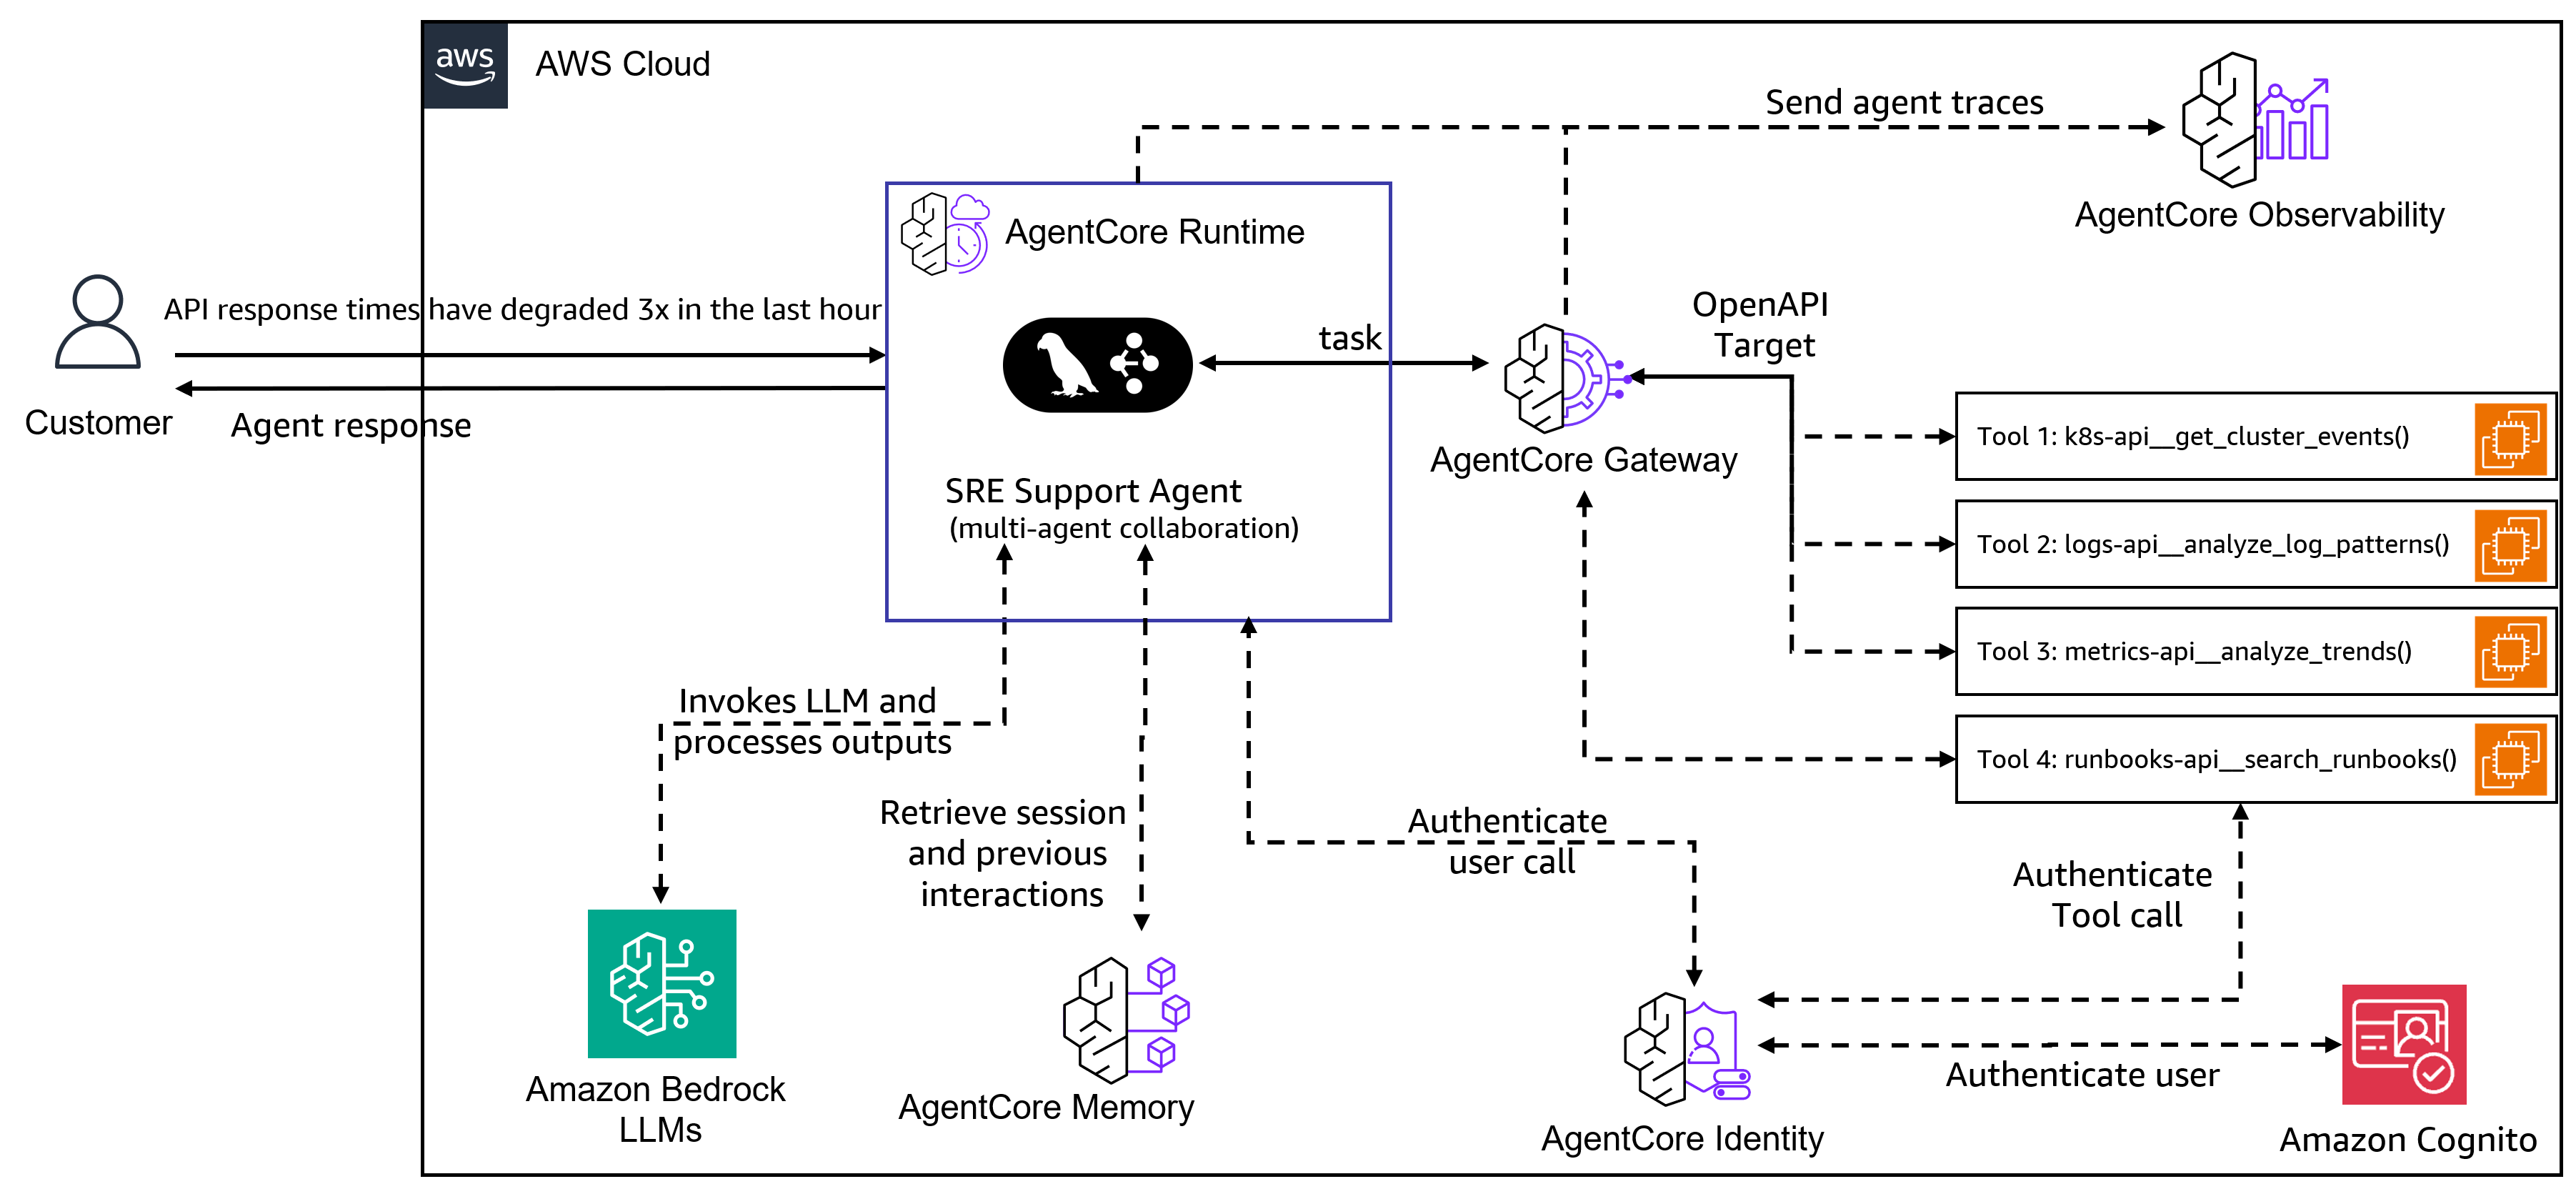 aws
AWS Cloud
Send agent traces
AgentCore Observability
AgentCore Runtime
API response times have degraded 3x in the last hour
OpenAPI
Target
task
Customer
Agent response
AgentCore Gateway
Tool 1: k8s-api__get_cluster_events()
SRE Support Agent
(multi-agent collaboration)
Tool 2: logs-api__analyze_log_patterns()
Tool 3: metrics-api__analyze_trends()
Invokes LLM and
processes outputs
Tool 4: runbooks-api__search_runbooks()
Retrieve session
and previous
interactions
Authenticate
user call
Authenticate
Tool call
Amazon Bedrock
LLMs
AgentCore Memory
Authenticate user
AgentCore Identity
Amazon Cognito